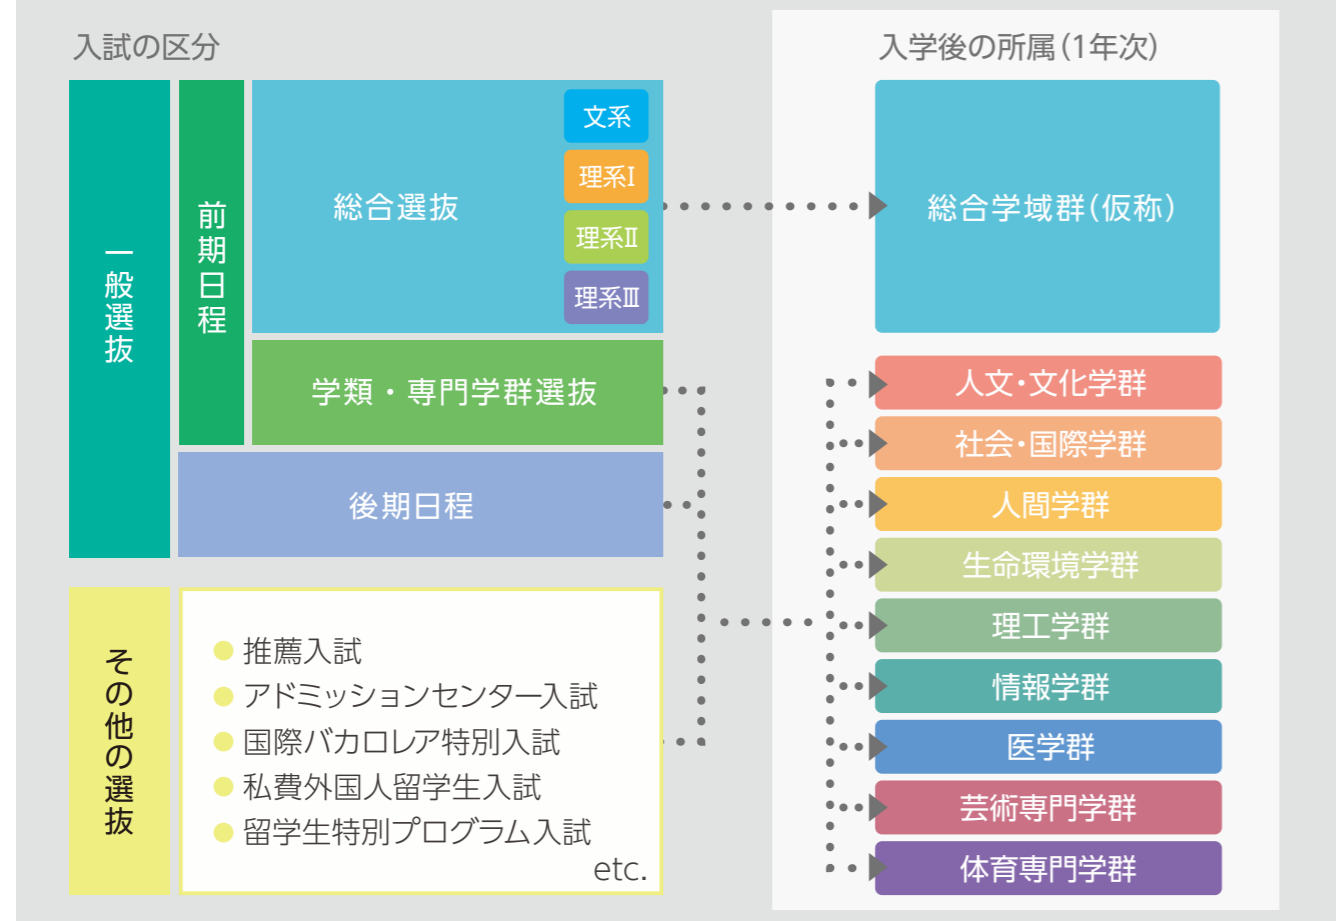 入試の区分
一般選抜
前期日程
総合選抜
文系
理系Ⅰ
理系Ⅱ
理系Ⅲ
学類・専門学群選抜
後期日程
その他の選抜
推薦入試
アドミッションセンター入試
国際バカロレア特別入試
私費外国人留学生入試
留学生特別プログラム入試
etc.
入学後の所属(1年次)
総合学域群(仮称)
人文・文化学群
社会・国際学群
人間学群
生命環境学群
理工学群
情報学群
医学群
芸術専門学群
体育専門学群